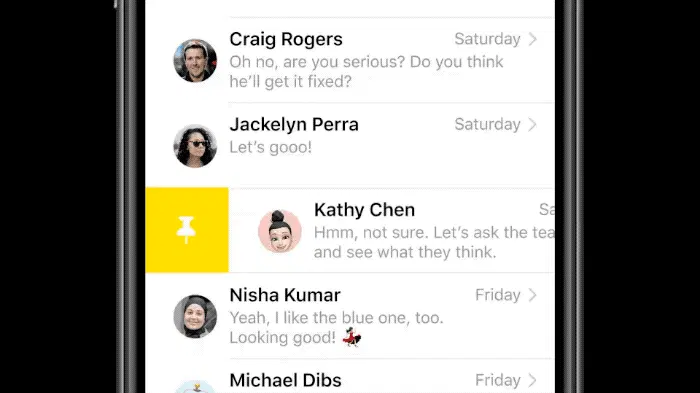 Craig Rogers
Saturday
Oh no, are you serious? Do you think
he'll get it fixed?
Jackelyn Perra
Saturday
Let's gooo!
Kathy Chen
Sa
Hmm, not sure. Let's ask the tea
and see what they think.
Nisha Kumar
Friday
Yeah, I like the blue one, too.
Looking good! 💃
Michael Dibs
Friday